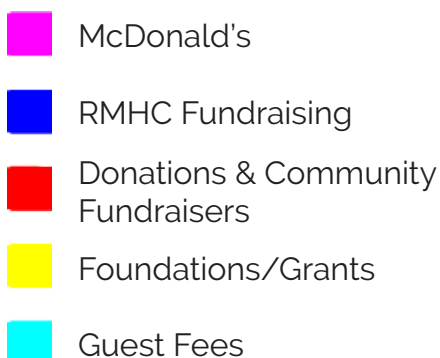 McDonald’s
RMHC Fundraising
Donations & Community
Fundraisers
Foundations/Grants
Guest Fees